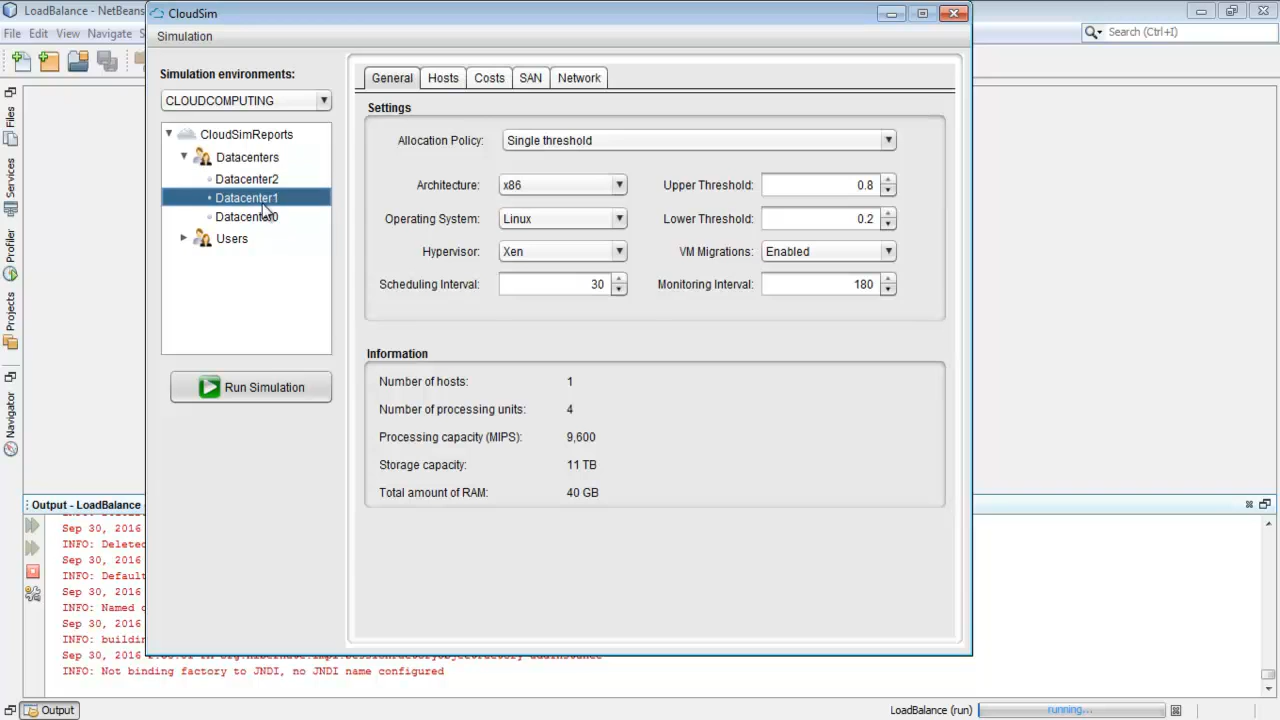 LoadBalance - NetBeans
CloudSim
File Edit View Navigate
Search (Ctrl+I)
Simulation
Simulation environments:
CLOUDCOMPUTING
CloudSimReports
Datacenters
Datacenter2
Datacenter1
Datacenter0
Users
Run Simulation
General Hosts Costs SAN Network
Settings
Allocation Policy: Single threshold
Architecture: x86 Upper Threshold: 0.8
Operating System: Linux Lower Threshold: 0.2
Hypervisor: Xen VM Migrations: Enabled
Scheduling Interval: 30 Monitoring Interval: 180
Information
Number of hosts: 1
Number of processing units: 4
Processing capacity (MIPS): 9,600
Storage capacity: 11 TB
Total amount of RAM: 40 GB
Files
Services
Profiler
Projects
Navigator
Output - LoadBalance
Sep 30, 2016
INFO: Deleted
Sep 30, 2016
INFO: Default
Sep 30, 2016
INFO: Named
Sep 30, 2016
INFO: buildin
Sep 30, 2016
INFO: Not binding factory to JNDI, no JNDI name configured
Output
LoadBalance (run) running...